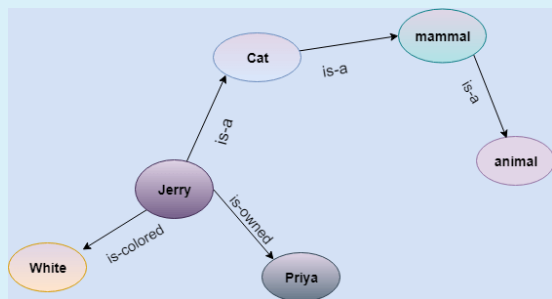 mammal
Cat
is-a
is-a
is-a
animal
Jerry
is-owned
is-colored
White
Priya